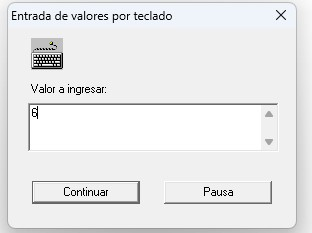 Entrada de valores por teclado
Valor a ingresar:
6
Continuar
Pausa